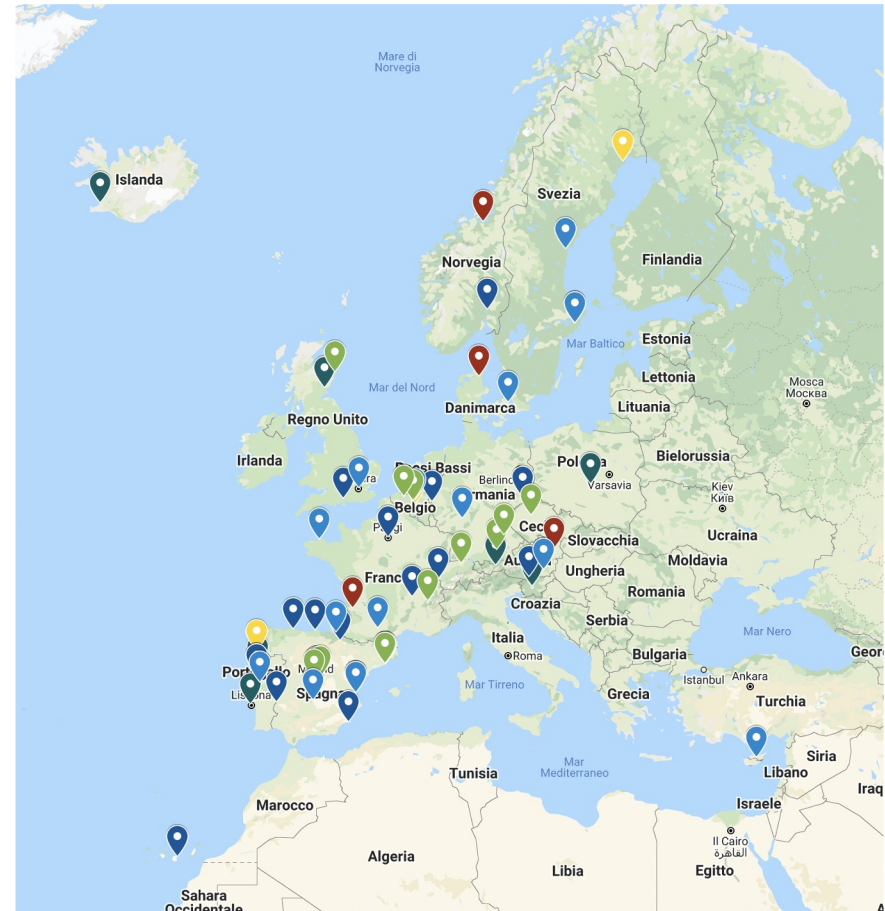 Mare di
Norvegia
Islanda
Svezia
Norvegia
Finlandia
Estonia
Mar Baltico
Lettonia
Mosca
Москва
Mar del Nord
Danimarca
Lituania
Regno Unito
Irlanda
Bassi
Bielorussia
Varsavia
Berlino
Kiev
Київ
Belgio
Ucraina
Slovacchia
Moldavia
Ungheria
Romania
Croazia
Serbia
Italia
Mar Nero
Bulgaria
Roma
Istanbul
Ankara
Mar Tirreno
Grecia
Turchia
Mar
Mediterraneo
Siria
Tunisia
Libano
Iraq
Marocco
Israele
Il Cairo
القاهرة
Algeria
Libia
Egitto
Sahara
Occidentale